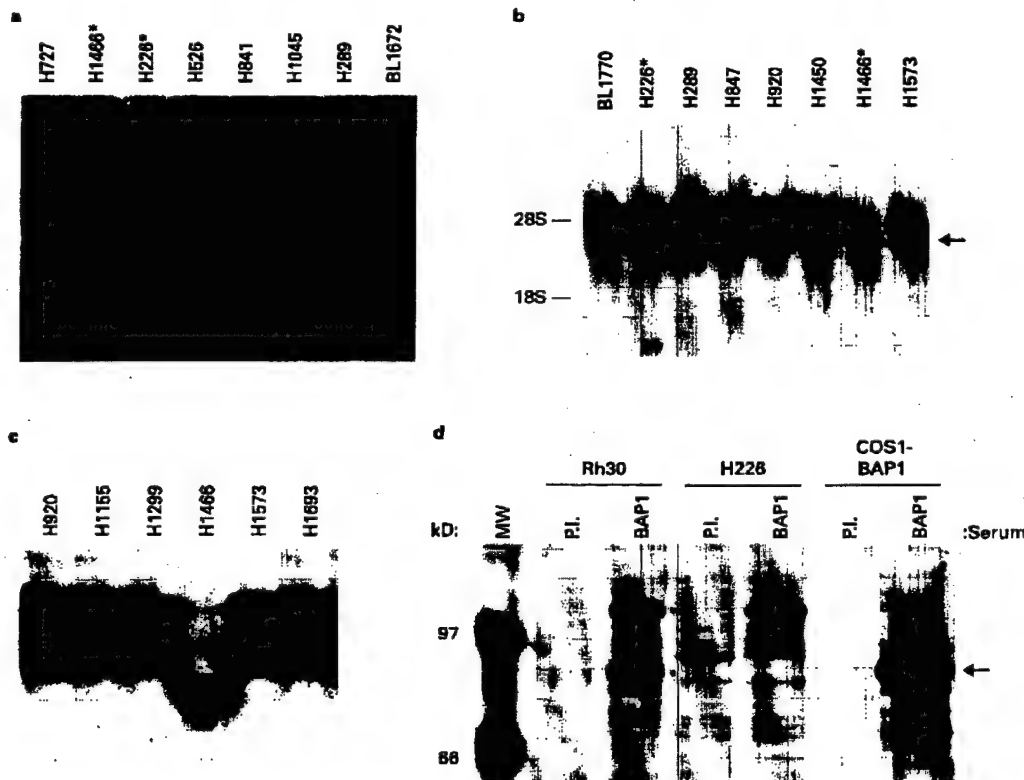 a
H727
H1466*
H226*
H526
H841
H1045
H289
BL1672
b
BL1770
H226*
H289
H847
H920
H1450
H1466*
H1573
28S
18S
c
H920
H1155
H1299
H1466
H1573
H1693
d
Rh30
H226
COS1-
BAP1
kD:
MW
P.I.
BAP1
P.I.
BAP1
P.I.
BAP1
:Serum
97
66